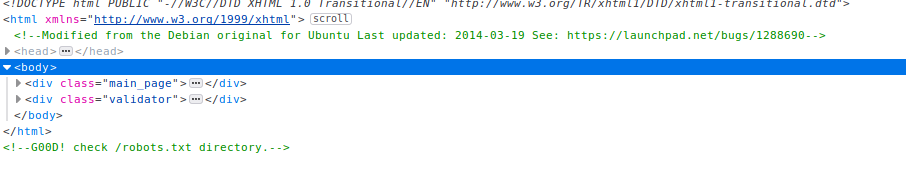 <!DOCTYPE html PUBLIC "-//W3C//DTD XHTML 1.0 Transitional//EN" "http://www.w3.org/TR/xhtml1/DTD/xhtml1-transitional.dtd">
<html xmlns="http://www.w3.org/1999/xhtml"> scroll
<!--Modified from the Debian original for Ubuntu Last updated: 2014-03-19 See: https://launchpad.net/bugs/1288690-->
<head> ... </head>
<body>
<div class="main_page"> ... </div>
<div class="validator"> ... </div>
</body>
</html>
<!--G00D! check /robots.txt directory.-->